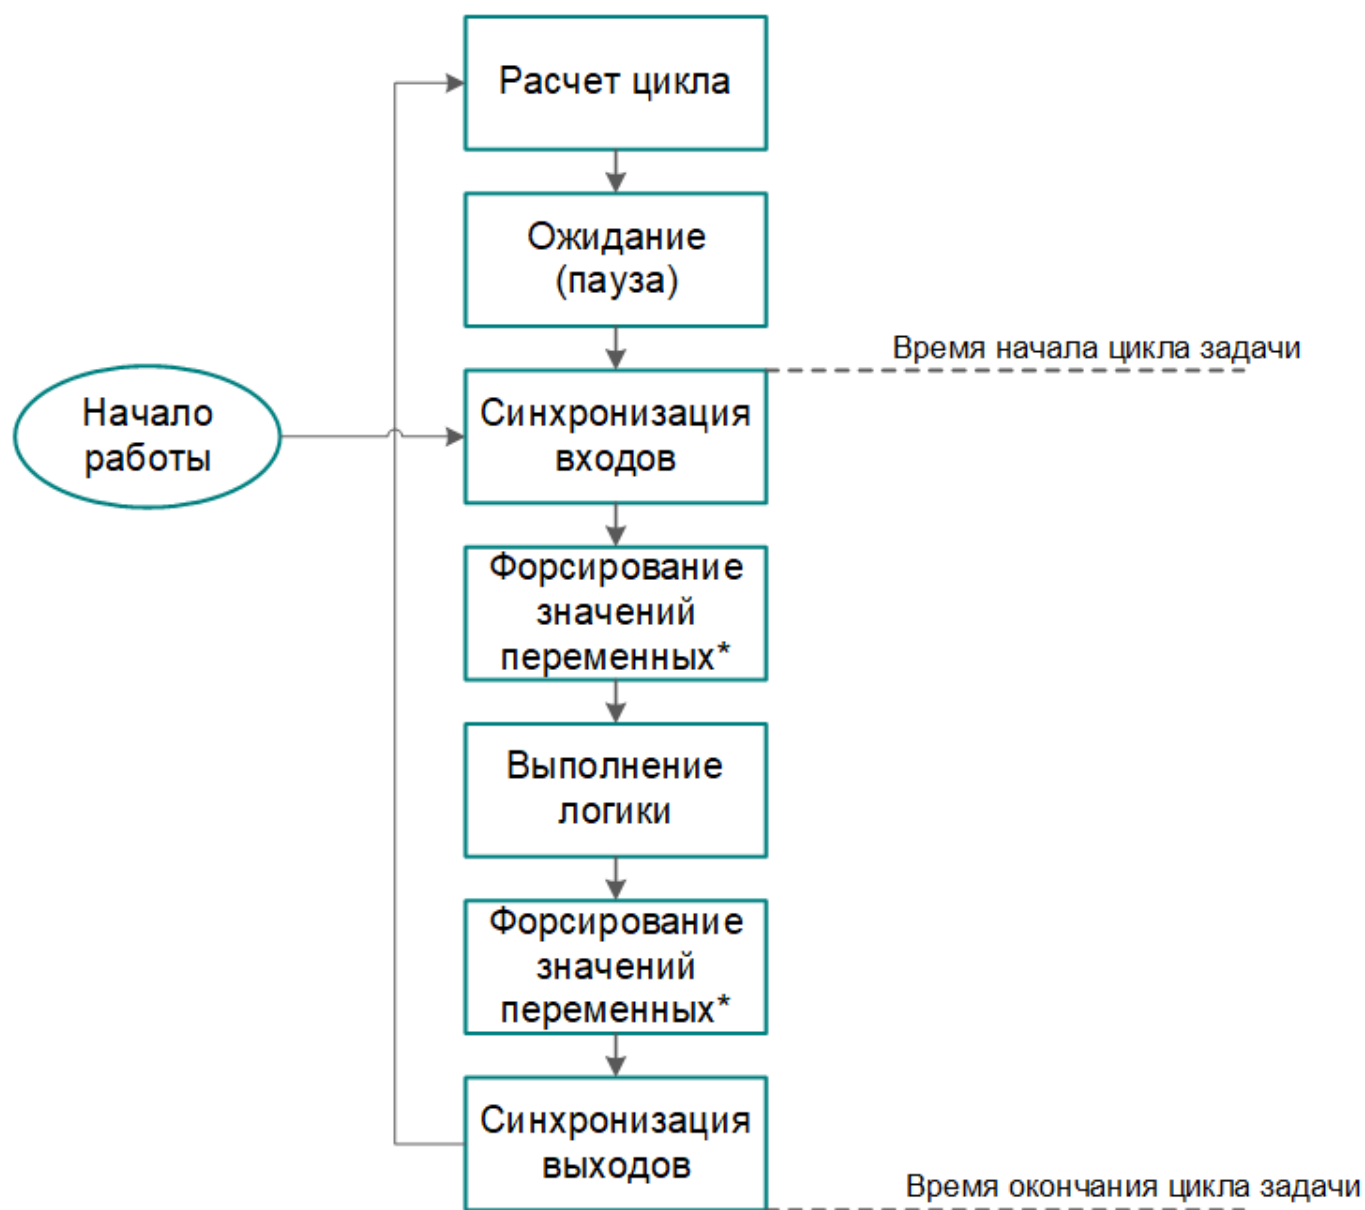 Расчет цикла
Ожидание
(пауза)
Время начала цикла задачи
Начало
работы
Синхронизация
входов
Форсирование
значений
переменных*
Выполнение
логики
Форсирование
значений
переменных*
Синхронизация
выходов
Время окончания цикла задачи